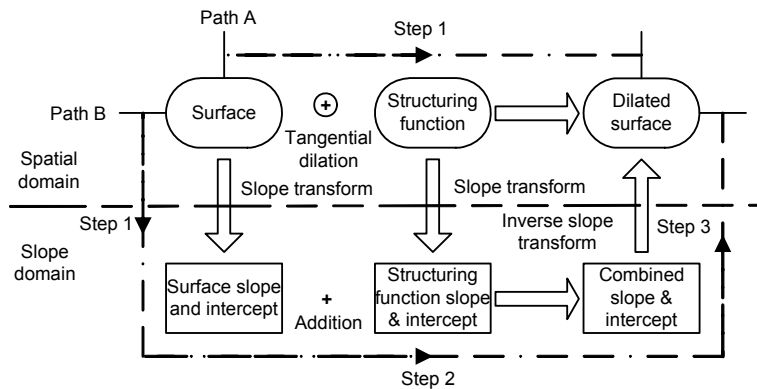 Path A
Step 1
Path B
Surface
+
Tangential
dilation
Structuring
function
Dilated
surface
Spatial
domain
Slope transform
Slope transform
Step 1
Inverse slope
transform
Step 3
Slope
domain
Surface slope
and intercept
+
Addition
Structuring
function slope
& intercept
Combined
slope &
intercept
Step 2